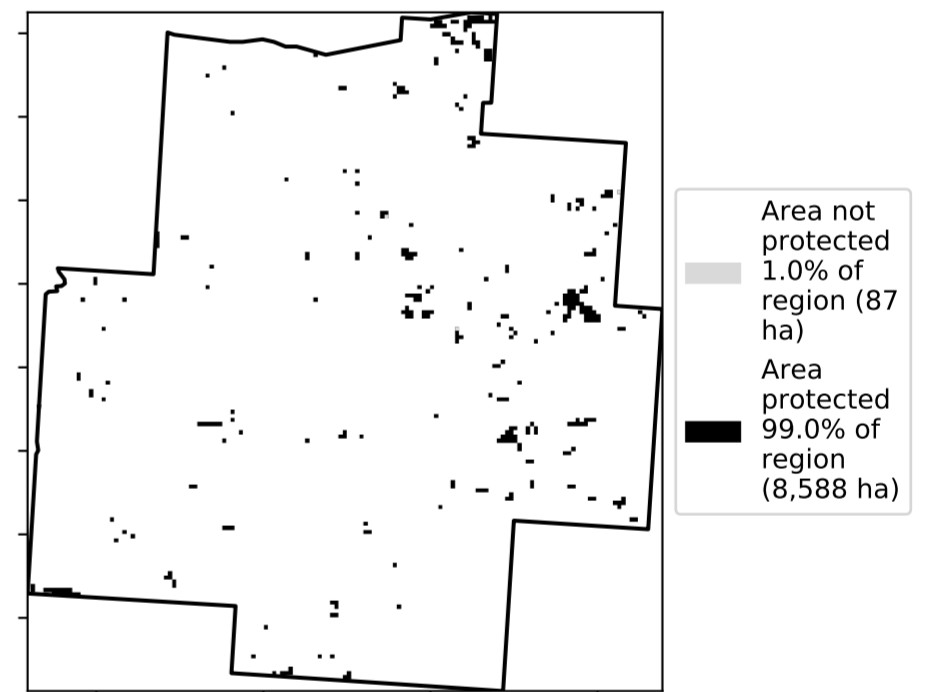 Area not
protected
1.0% of
region (87
ha)
Area
protected
99.0% of
region
(8,588 ha)